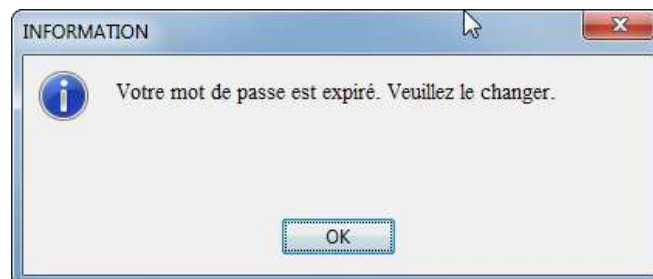 INFORMATION
Votre mot de passe est expiré. Veuillez le changer.
OK